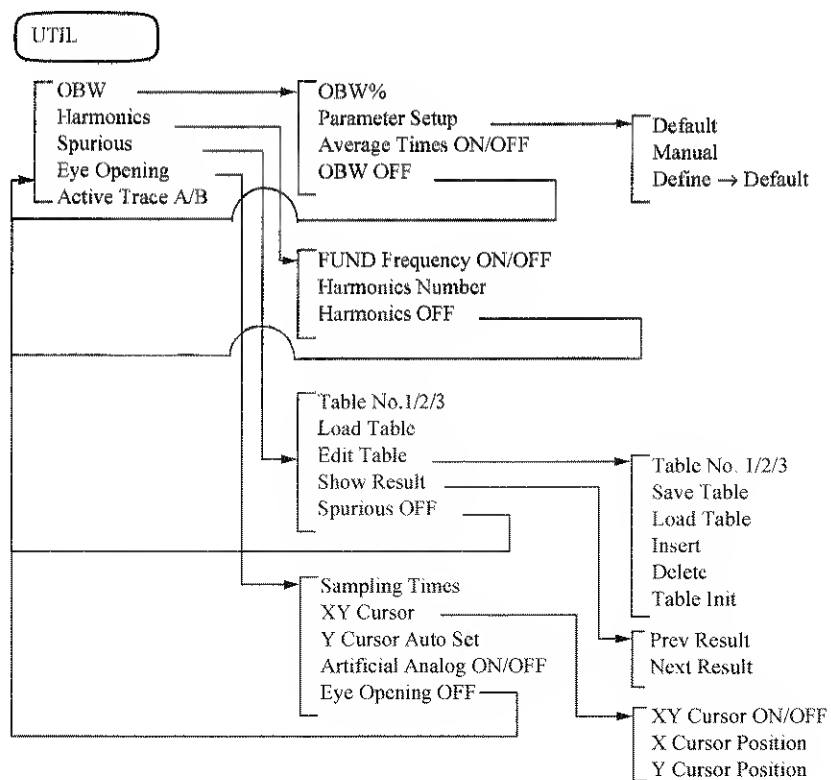 UTIL
OBW
Harmonics
Spurious
Eye Opening
Active Trace A/B
OBW%
Parameter Setup
Average Times ON/OFF
OBW OFF
Default
Manual
Define → Default
FUND Frequency ON/OFF
Harmonics Number
Harmonics OFF
Table No.1/2/3
Load Table
Edit Table
Show Result
Spurious OFF
Table No. 1/2/3
Save Table
Load Table
Insert
Delete
Table Init
Sampling Times
XY Cursor
Y Cursor Auto Set
Artificial Analog ON/OFF
Eye Opening OFF
Prev Result
Next Result
XY Cursor ON/OFF
X Cursor Position
Y Cursor Position